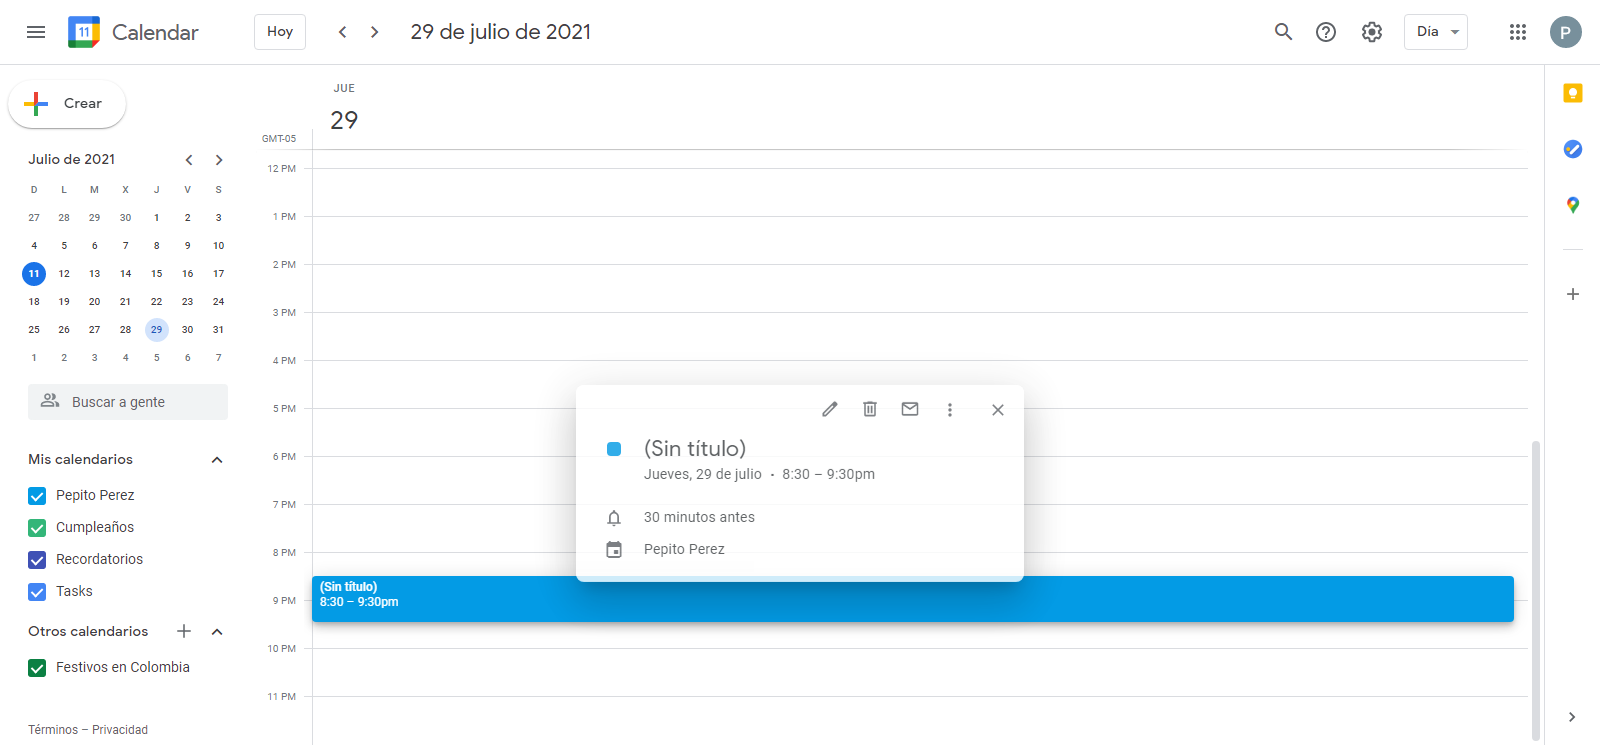 11 Calendar
Hoy
29 de julio de 2021
Día
P
Crear
Julio de 2021
D L M X J V S
27 28 29 30 1 2 3
4 5 6 7 8 9 10
11 12 13 14 15 16 17
18 19 20 21 22 23 24
25 26 27 28 29 30 31
1 2 3 4 5 6 7
Buscar a gente
Mis calendarios
Pepito Perez
Cumpleaños
Recordatorios
Tasks
Otros calendarios
Festivos en Colombia
Términos – Privacidad
JUE
29
GMT-05
12 PM
1 PM
2 PM
3 PM
4 PM
5 PM
6 PM
7 PM
8 PM
9 PM
10 PM
11 PM
(Sin título)
Jueves, 29 de julio · 8:30 – 9:30pm
30 minutos antes
Pepito Perez
(Sin título)
8:30 – 9:30pm